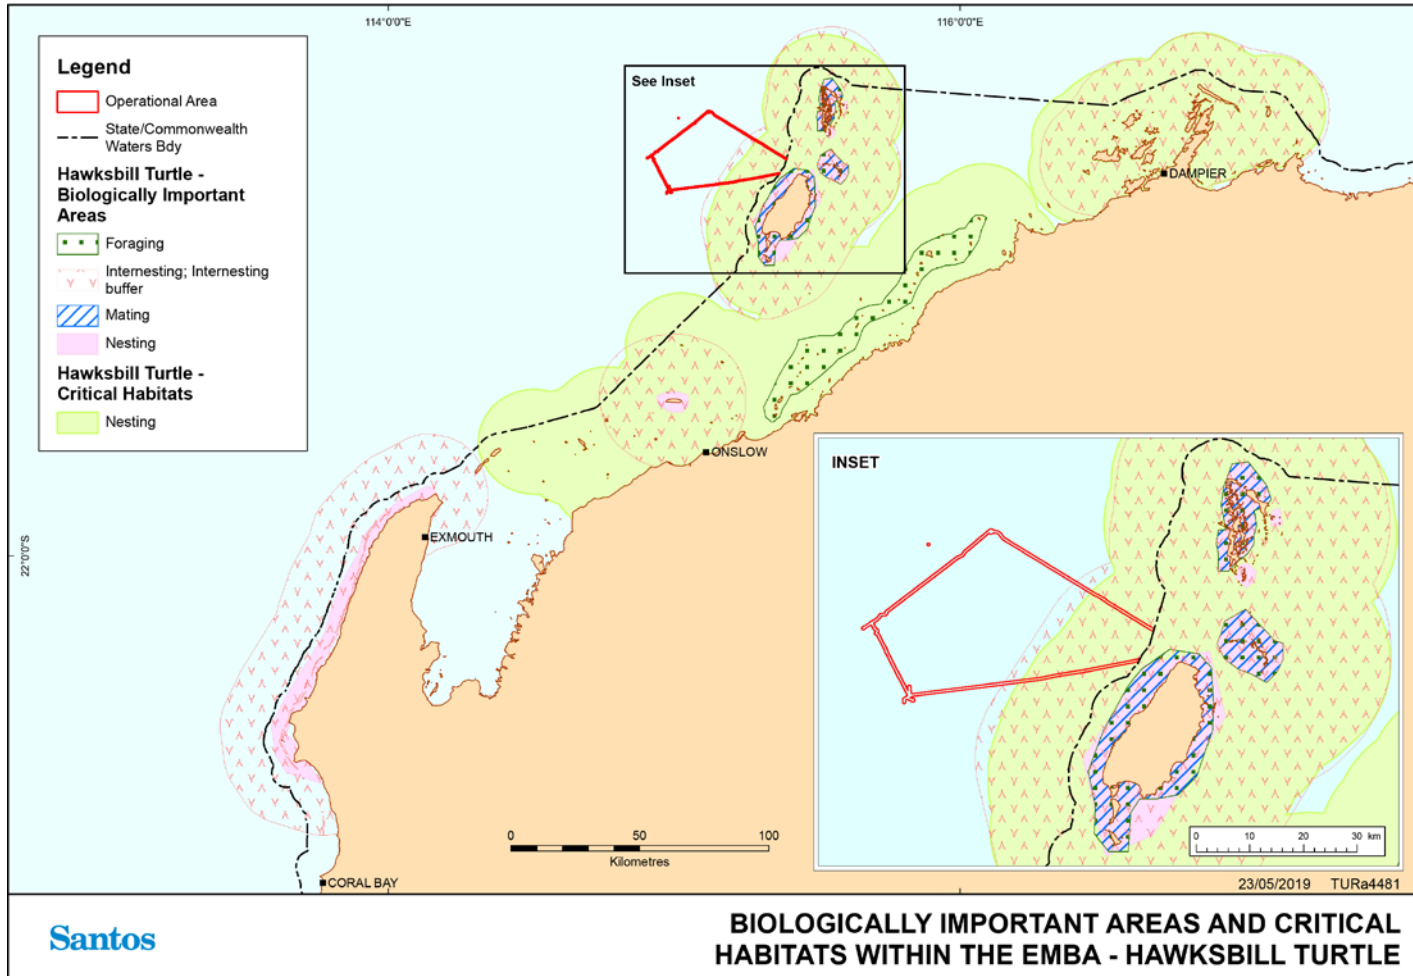 114°0'0"E
116°0'0"E
22°0'0"S
Legend
Operational Area
State/Commonwealth
Waters Bdy
Hawksbill Turtle -
Biologically Important
Areas
Foraging
Internesting; Internesting
buffer
Mating
Nesting
Hawksbill Turtle -
Critical Habitats
Nesting
See Inset
DAMPIER
ONSLOW
EXMOUTH
CORAL BAY
0 50 100
Kilometres
INSET
0 10 20 30 km
23/05/2019 TURa4481
Santos
BIOLOGICALLY IMPORTANT AREAS AND CRITICAL
HABITATS WITHIN THE EMBA - HAWKSBILL TURTLE